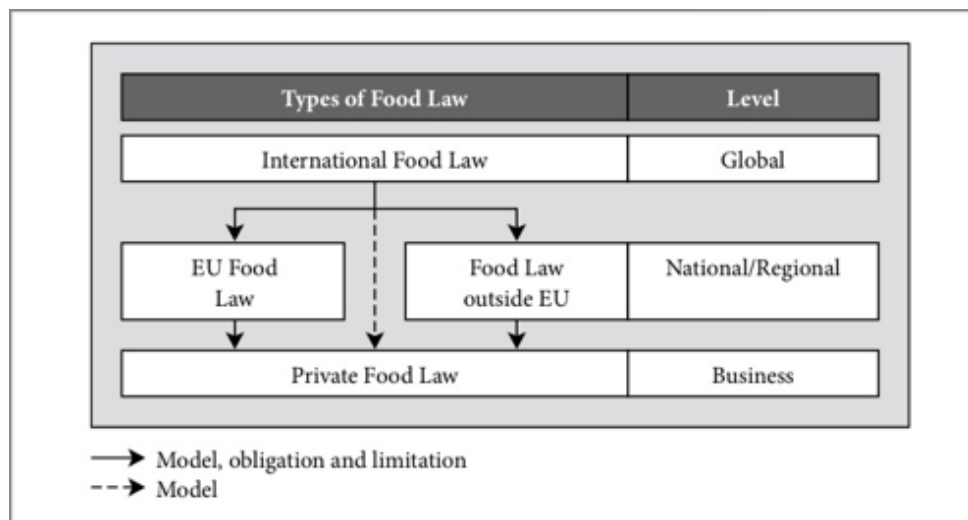 Types of Food Law Level
International Food Law Global
EU Food Food Law National/Regional
Law outside EU
Private Food Law Business
Model, obligation and limitation
Model